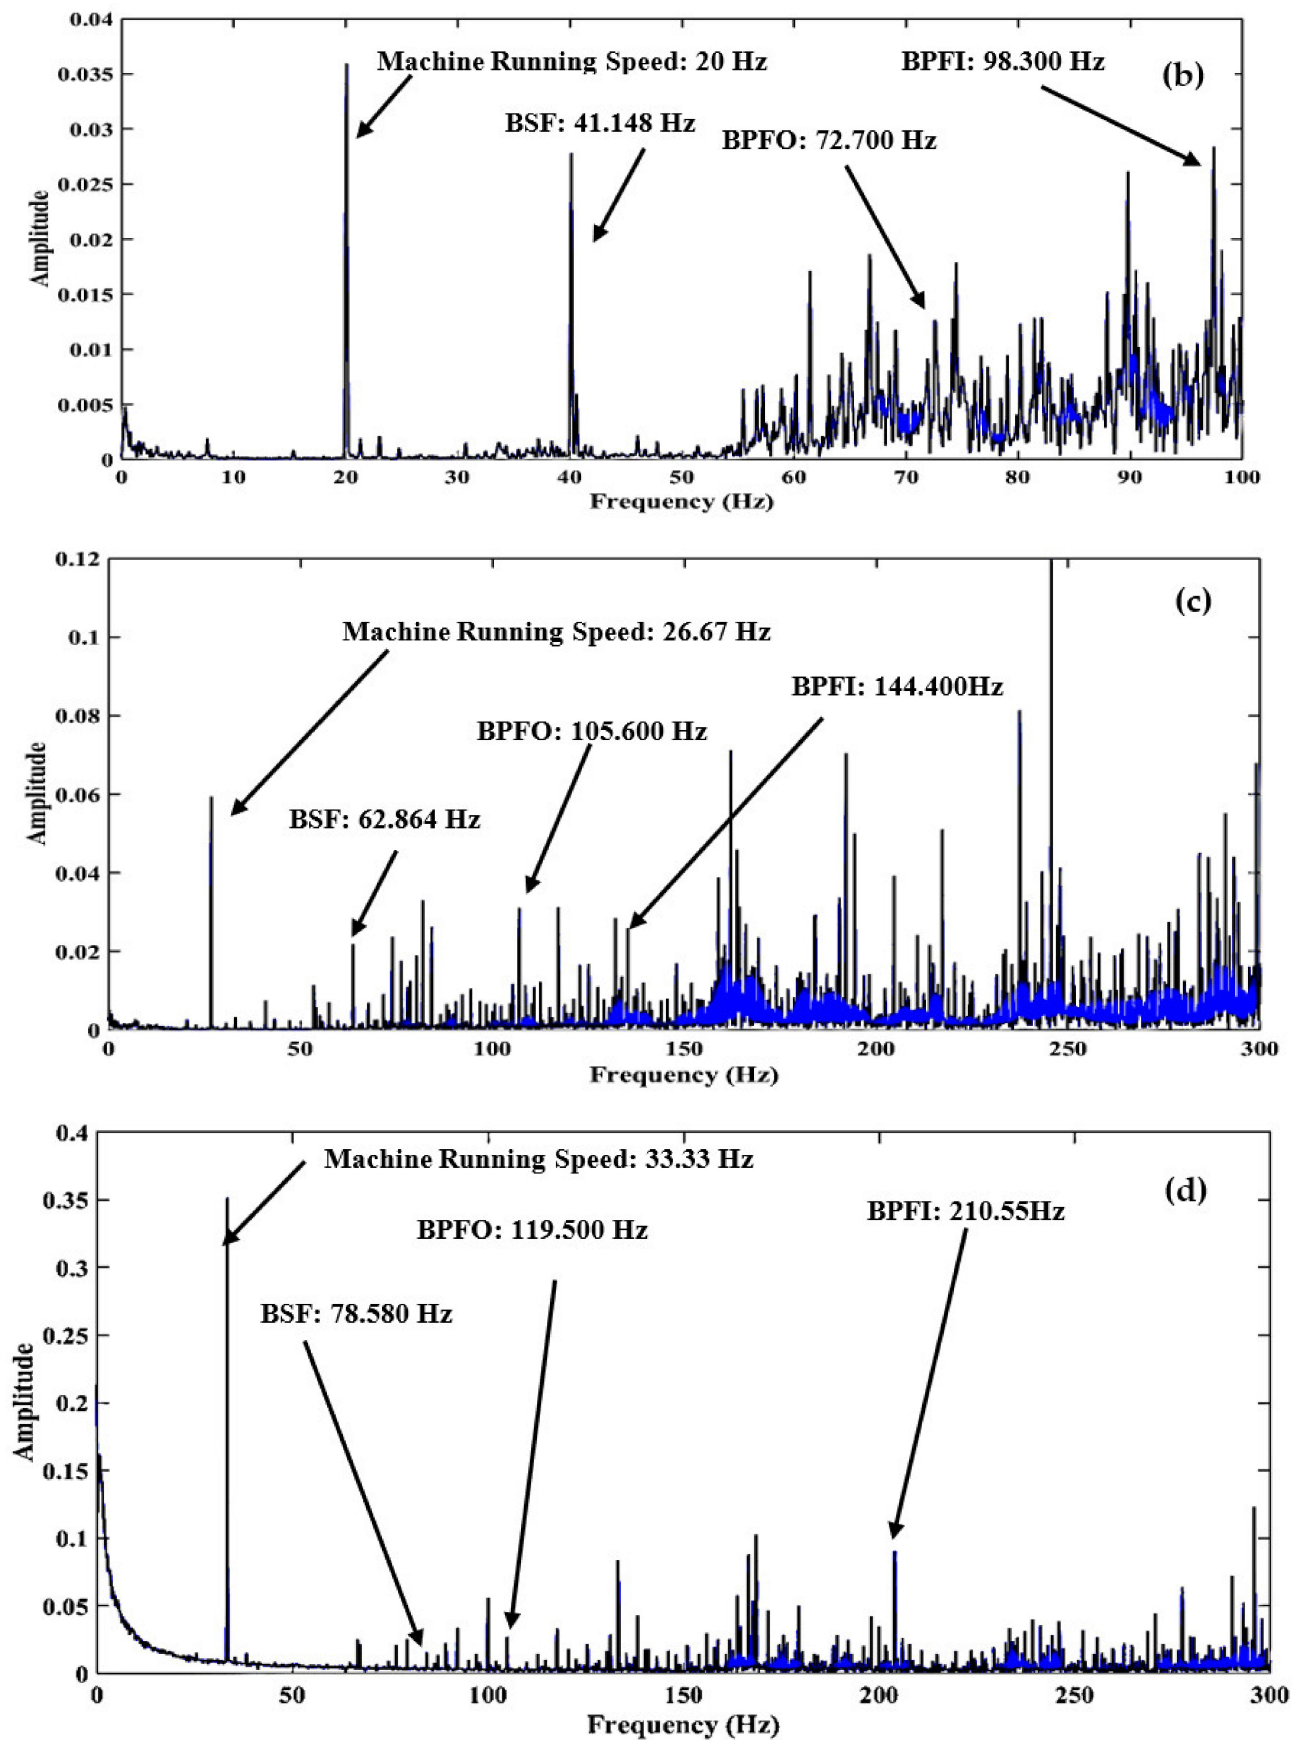 0.04
Machine Running Speed: 20 Hz
BPFI: 98.300 Hz
(b)
0.035
BSF: 41.148 Hz
0.03
BPFO: 72.700 Hz
0.025
0.02
0.015
0.01
0.005
0
Amplitude
0 10 20 30 40 50 60 70 80 90 100
Frequency (Hz)
0.12
(c)
Machine Running Speed: 26.67 Hz
0.1
BPFI: 144.400Hz
0.08
BPFO: 105.600 Hz
0.06
BSF: 62.864 Hz
0.04
0.02
0
Amplitude
0 50 100 150 200 250 300
Frequency (Hz)
0.4
Machine Running Speed: 33.33 Hz
(d)
0.35
BPFI: 210.55Hz
BPFO: 119.500 Hz
0.3
BSF: 78.580 Hz
0.25
0.2
0.15
0.1
0.05
0
Amplitude
0 50 100 150 200 250 300
Frequency (Hz)